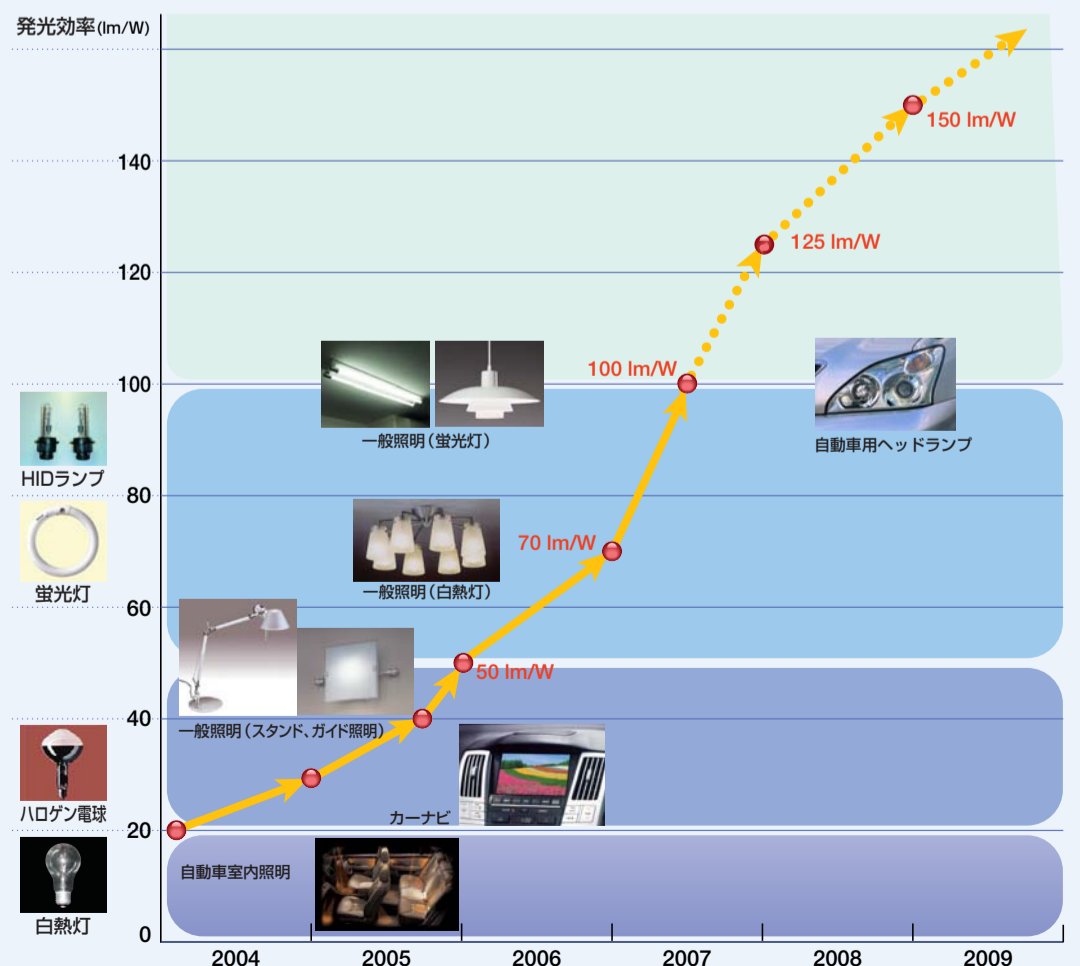 発光効率(lm/W)
150 lm/W
140
125 lm/W
120
100 lm/W
100
一般照明(蛍光灯)
自動車用ヘッドランプ
HIDランプ
80
70 lm/W
蛍光灯
一般照明(白熱灯)
60
50 lm/W
40
一般照明(スタンド、ガイド照明)
ハロゲン電球
カーナビ
20
自動車室内照明
白熱灯
0
2004 2005 2006 2007 2008 2009